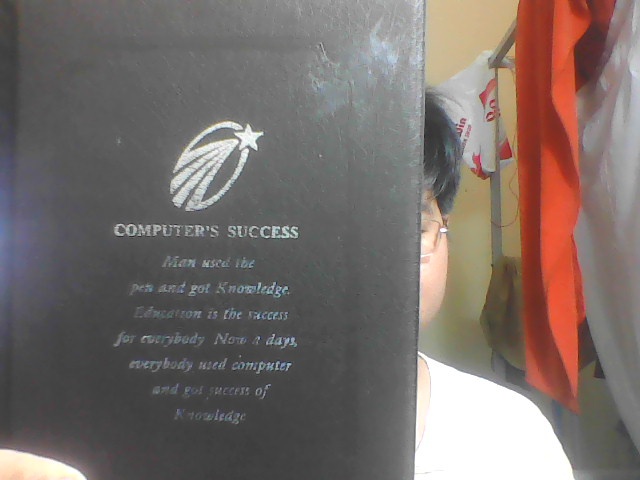 COMPUTER'S SUCCESS
Man used the
pen and got Knowledge.
Education is the success
for everybody Now a days,
everybody used computer
and got success of
Knowledge